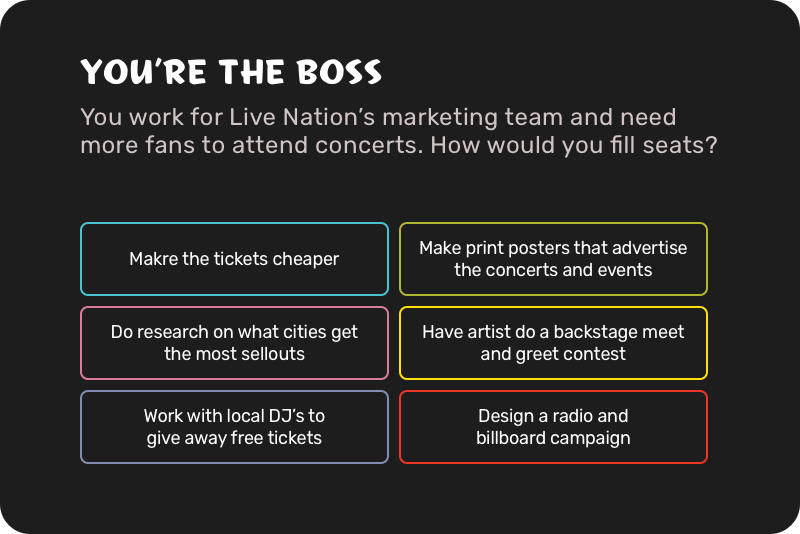 YOU'RE THE BOSS
You work for Live Nation’s marketing team and need
more fans to attend concerts. How would you fill seats?
Makre the tickets cheaper
Make print posters that advertise
the concerts and events
Do research on what cities get
the most sellouts
Have artist do a backstage meet
and greet contest
Work with local DJ’s to
give away free tickets
Design a radio and
billboard campaign